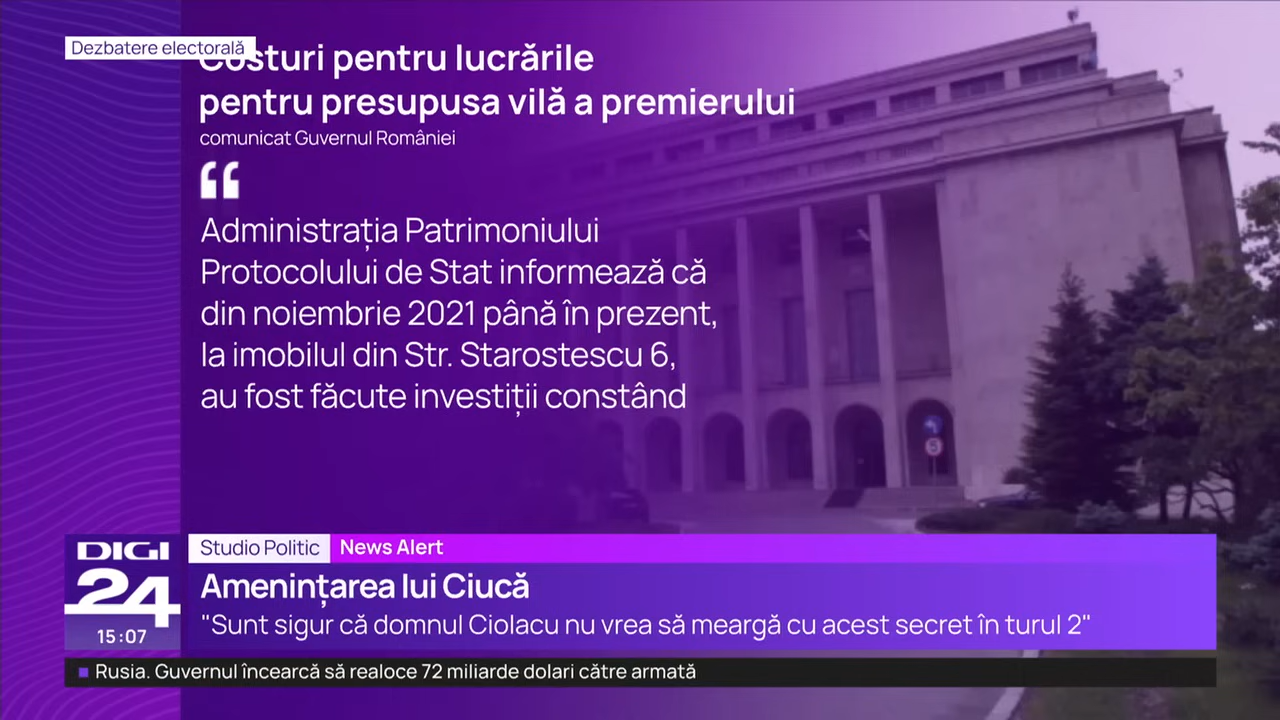 Dezbatere electorală
Costuri pentru lucrările
pentru presupusa vilă a premierului
comunicat Guvernul României
“
Administrația Patrimoniului
Protocolului de Stat informează că
din noiembrie 2021 până în prezent,
la imobilul din Str. Starostescu 6,
au fost făcute investiții constând
DIGI
24
15:07
Studio Politic
News Alert
Amenințarea lui Ciucă
"Sunt sigur că domnul Ciolacu nu vrea să meargă cu acest secret în turul 2"
Rusia. Guvernul încearcă să realoce 72 miliarde dolari către armată